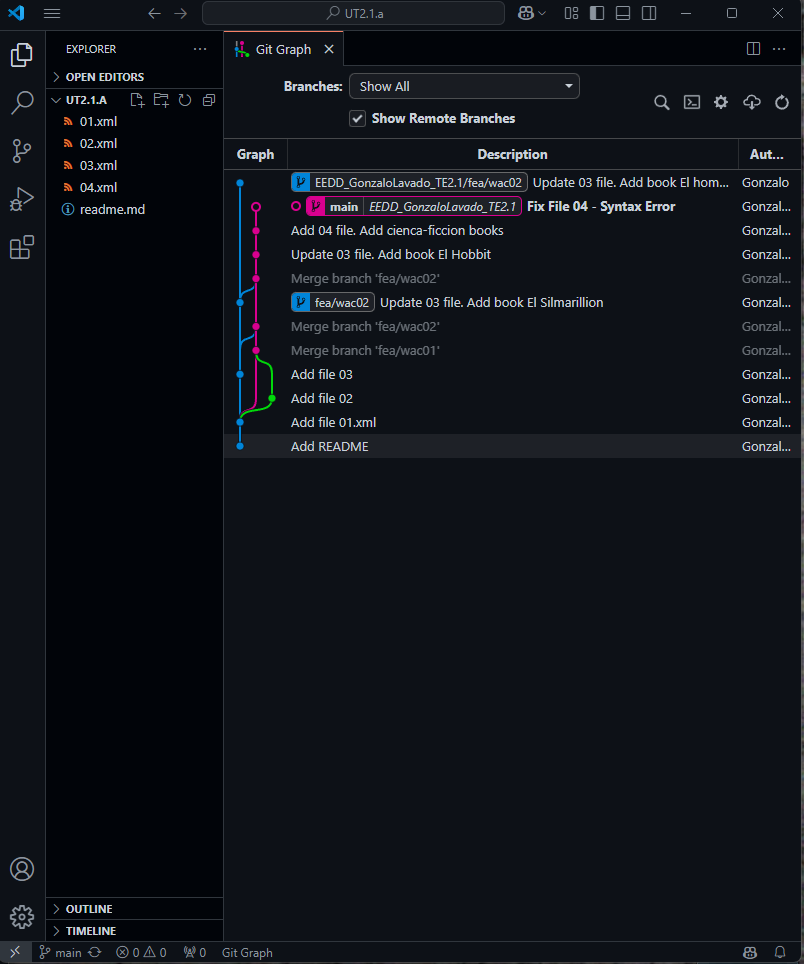 UT2.1.a
EXPLORER
Git Graph
OPEN EDITORS
UT2.1.A
01.xml
02.xml
03.xml
04.xml
readme.md
OUTLINE
TIMELINE
Branches: Show All
Show Remote Branches
Graph Description Aut...
EEDD_GonzaloLavado_TE2.1/fea/wac02 Update 03 file. Add book El hom... Gonzalo
main EEDD_GonzaloLavado_TE2.1 Fix File 04 - Syntax Error Gonzal...
Add 04 file. Add cienca-ficcion books Gonzal...
Update 03 file. Add book El Hobbit Gonzal...
Merge branch 'fea/wac02' Gonzal...
fea/wac02 Update 03 file. Add book El Silmarillion Gonzal...
Merge branch 'fea/wac02' Gonzal...
Merge branch 'fea/wac01' Gonzal...
Add file 03 Gonzal...
Add file 02 Gonzal...
Add file 01.xml Gonzal...
Add README Gonzal...
main 0 0 0 Git Graph